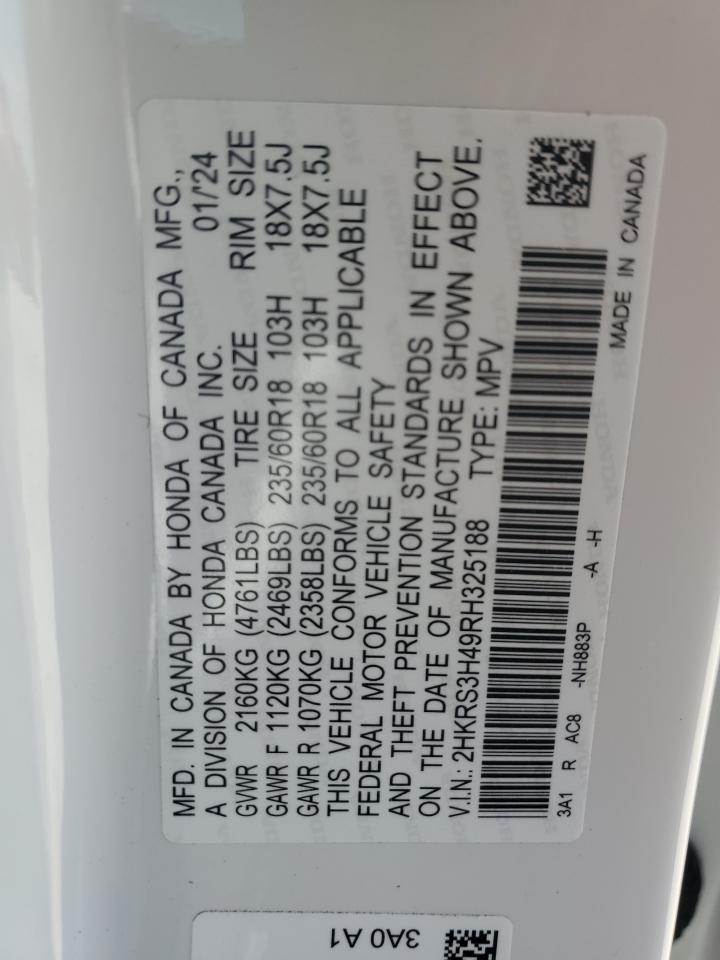 MFD. IN CANADA BY HONDA OF CANADA MFG.,
A DIVISION OF HONDA CANADA INC. 01/'24
GVWR 2160KG (4761LBS) TIRE SIZE RIM SIZE
GAWR F 1120KG (2469LBS) 235/60R18 103H 18X7.5J
GAWR R 1070KG (2358LBS) 235/60R18 103H 18X7.5J
THIS VEHICLE CONFORMS TO ALL APPLICABLE
FEDERAL MOTOR VEHICLE SAFETY
AND THEFT PREVENTION STANDARDS IN EFFECT
ON THE DATE OF MANUFACTURE SHOWN ABOVE.
V.I.N.: 2HKRS3H49RH325188 TYPE: MPV
3A1 R AC8 -NH883P -A -H
MADE IN CANADA
3A0 A1